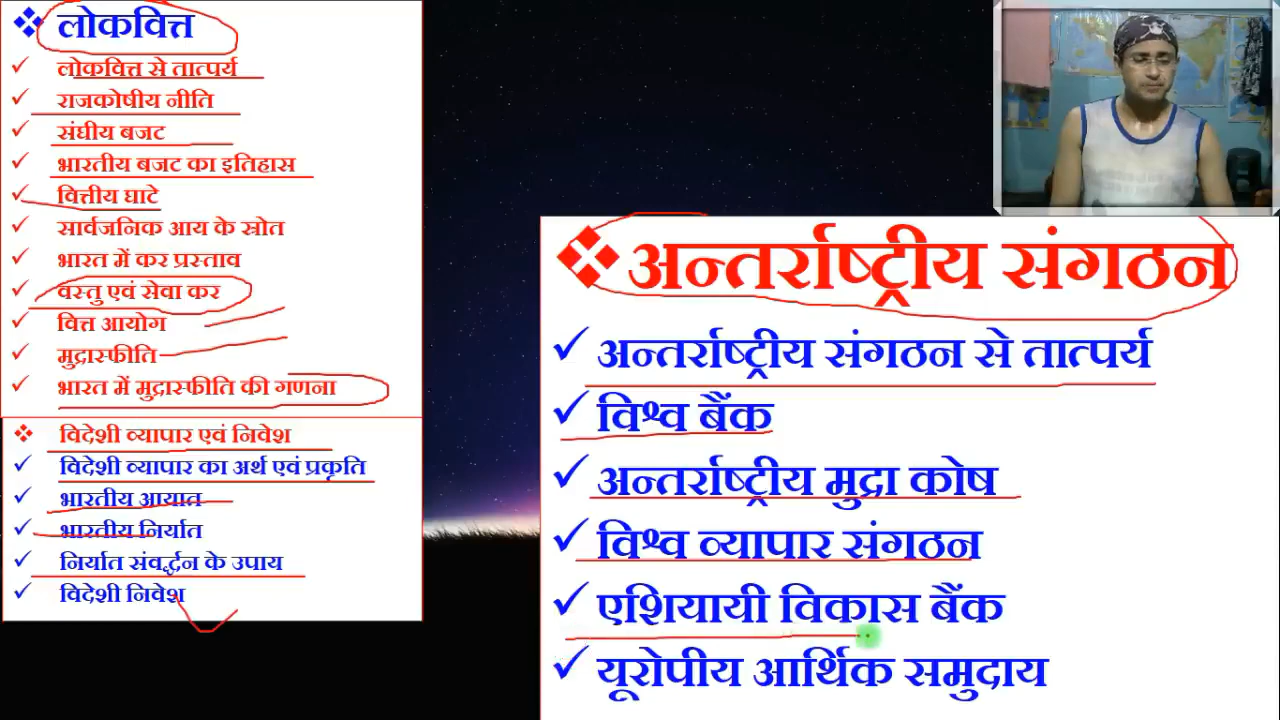 लोकवित्त
लोकवित्त से तात्पर्य
राजकोषीय नीति
संघीय बजट
भारतीय बजट का इतिहास
वित्तीय घाटे
सार्वजनिक आय के स्रोत
भारत में कर प्रस्ताव
वस्तु एवं सेवा कर
वित्त आयोग
मुद्रास्फीति
भारत में मुद्रास्फीति की गणना
विदेशी व्यापार एवं निवेश
विदेशी व्यापार का अर्थ एवं प्रकृति
भारतीय आयात
भारतीय निर्यात
निर्यात संवर्द्धन के उपाय
विदेशी निवेश
अन्तर्राष्ट्रीय संगठन
अन्तर्राष्ट्रीय संगठन से तात्पर्य
विश्व बैंक
अन्तर्राष्ट्रीय मुद्रा कोष
विश्व व्यापार संगठन
एशियायी विकास बैंक
यूरोपीय आर्थिक समुदाय